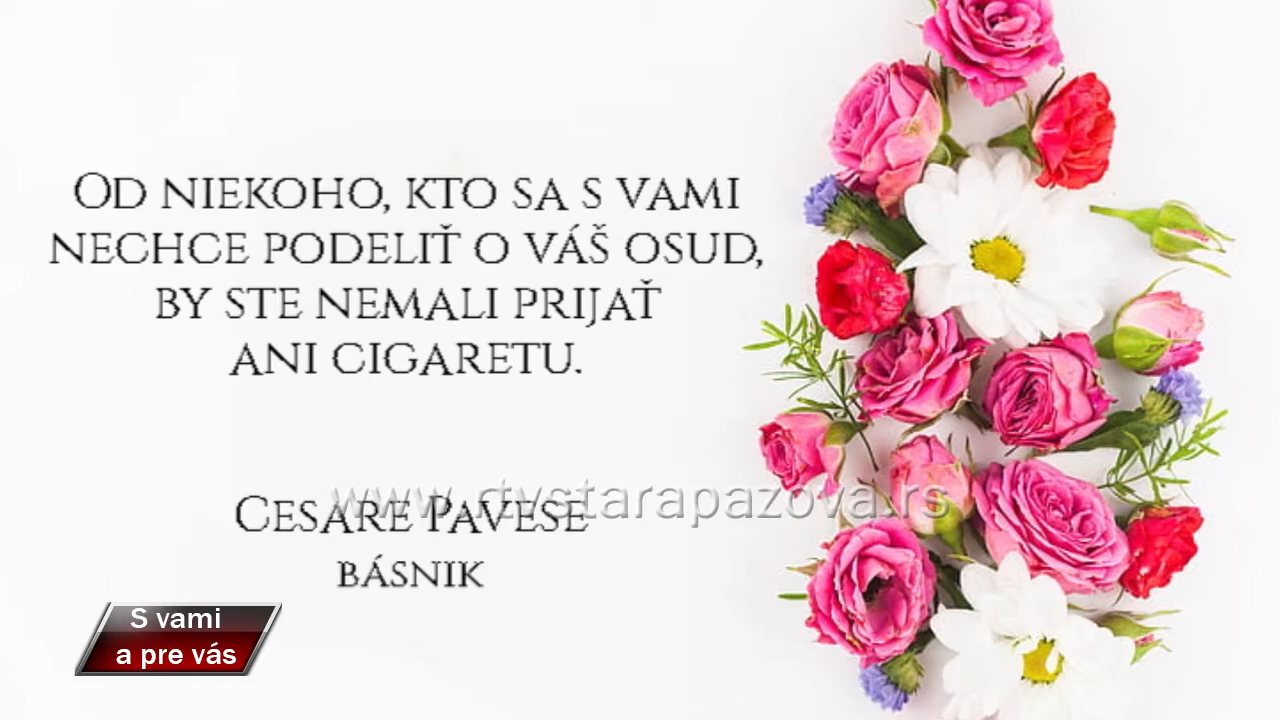 Od niekoho, kto sa s vami
nechce podeliť o váš osud,
by ste nemali prijať
ani cigaretu.
www.rtvstarapazova.rs
Cesare Pavese
básnik
S vami
a pre vás